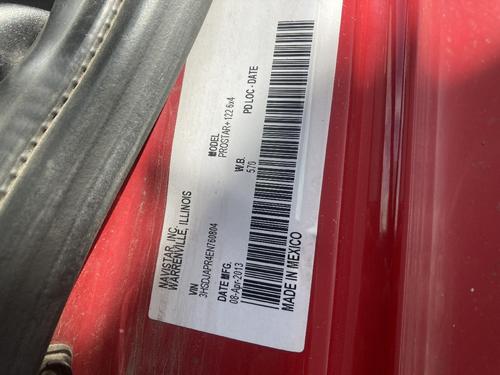 NAVISTAR, INC.
WARRENVILLE, ILLINOIS
VIN
3HSDJAPR4EN760804
MODEL
PROSTAR+122 6x4
DATE MFG.
08-Apr-2013
W.B.
570
PD LOC - DATE
MADE IN MEXICO